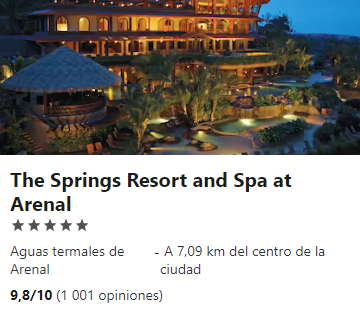 The Springs Resort and Spa at
Arenal
★★★★★
Aguas termales de Arenal
- A 7,09 km del centro de la ciudad
9,8/10 (1 001 opiniones)